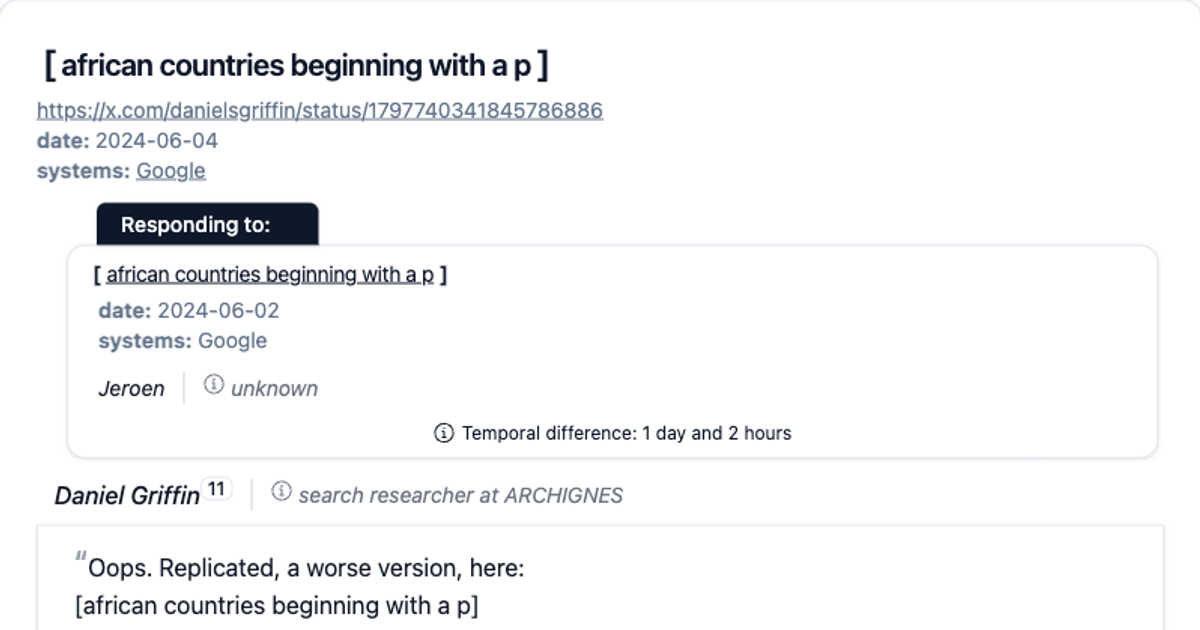 [ african countries beginning with a p ]
https://x.com/danielsgriffin/status/1797740341845786886
date: 2024-06-04
systems: Google
Responding to:
[ african countries beginning with a p ]
date: 2024-06-02
systems: Google
Jeroen ⓘ unknown
ⓘ Temporal difference: 1 day and 2 hours
Daniel Griffin 11 ⓘ search researcher at ARCHIGNES
“Oops. Replicated, a worse version, here:
[african countries beginning with a p]